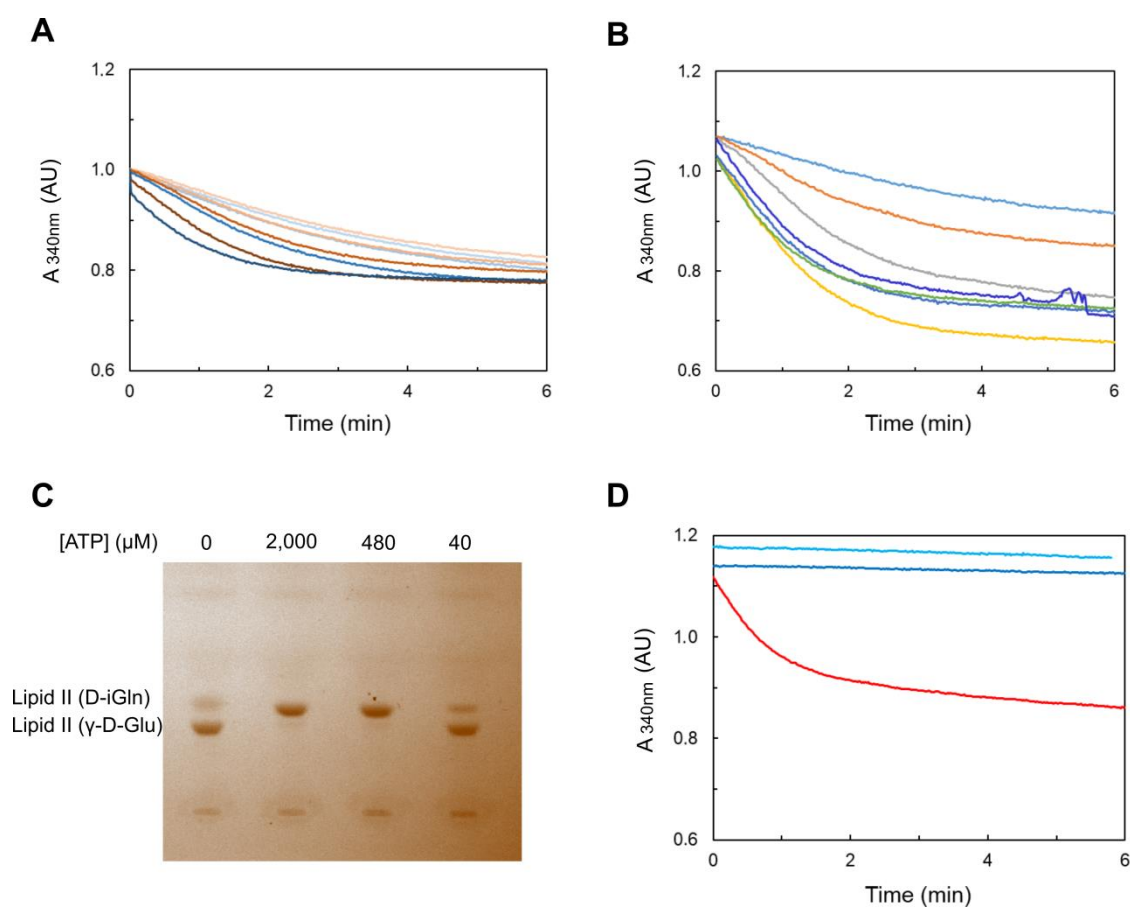 A
1.2
1.0
0.8
0.6
A 340nm (AU)
0 2 4 6
Time (min)
B
1.2
1.0
0.8
0.6
A 340nm (AU)
0 2 4 6
Time (min)
C
[ATP] (µM) 0 2,000 480 40
Lipid II (D-iGln)
Lipid II (γ-D-Glu)
D
1.2
1.0
0.8
0.6
A 340nm (AU)
0 2 4 6
Time (min)